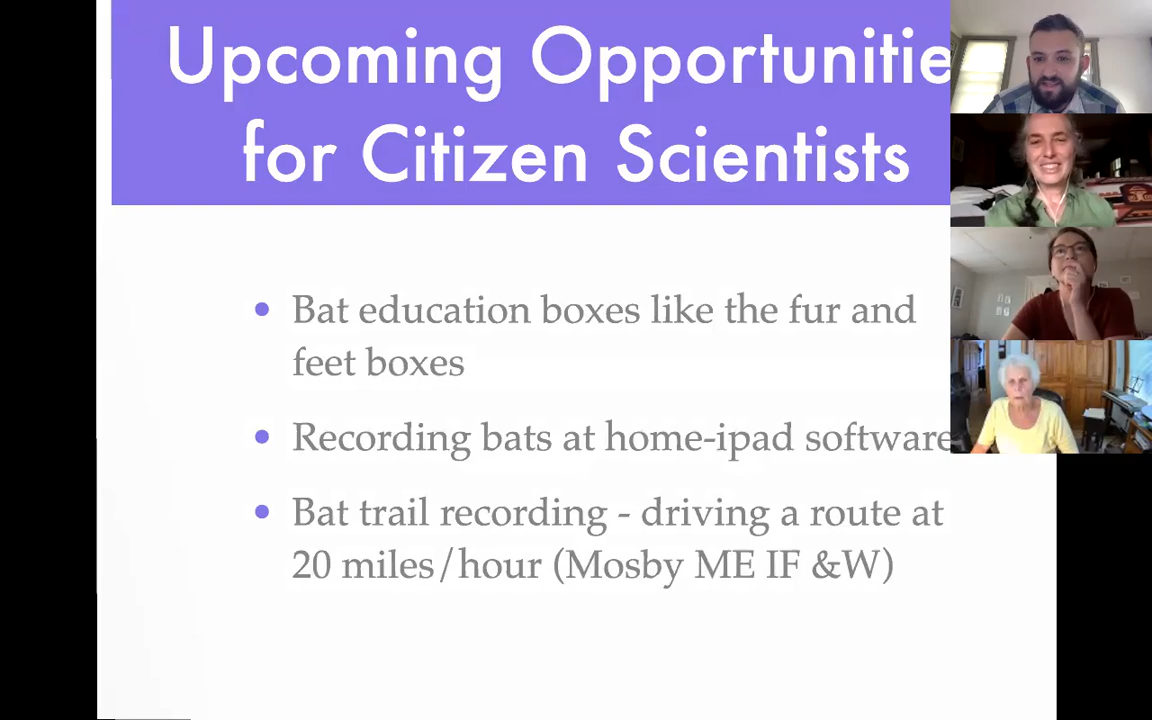 Upcoming Opportunitie
for Citizen Scientists
• Bat education boxes like the fur and
feet boxes
• Recording bats at home-ipad software
• Bat trail recording - driving a route at
20 miles/hour (Mosby ME IF &W)